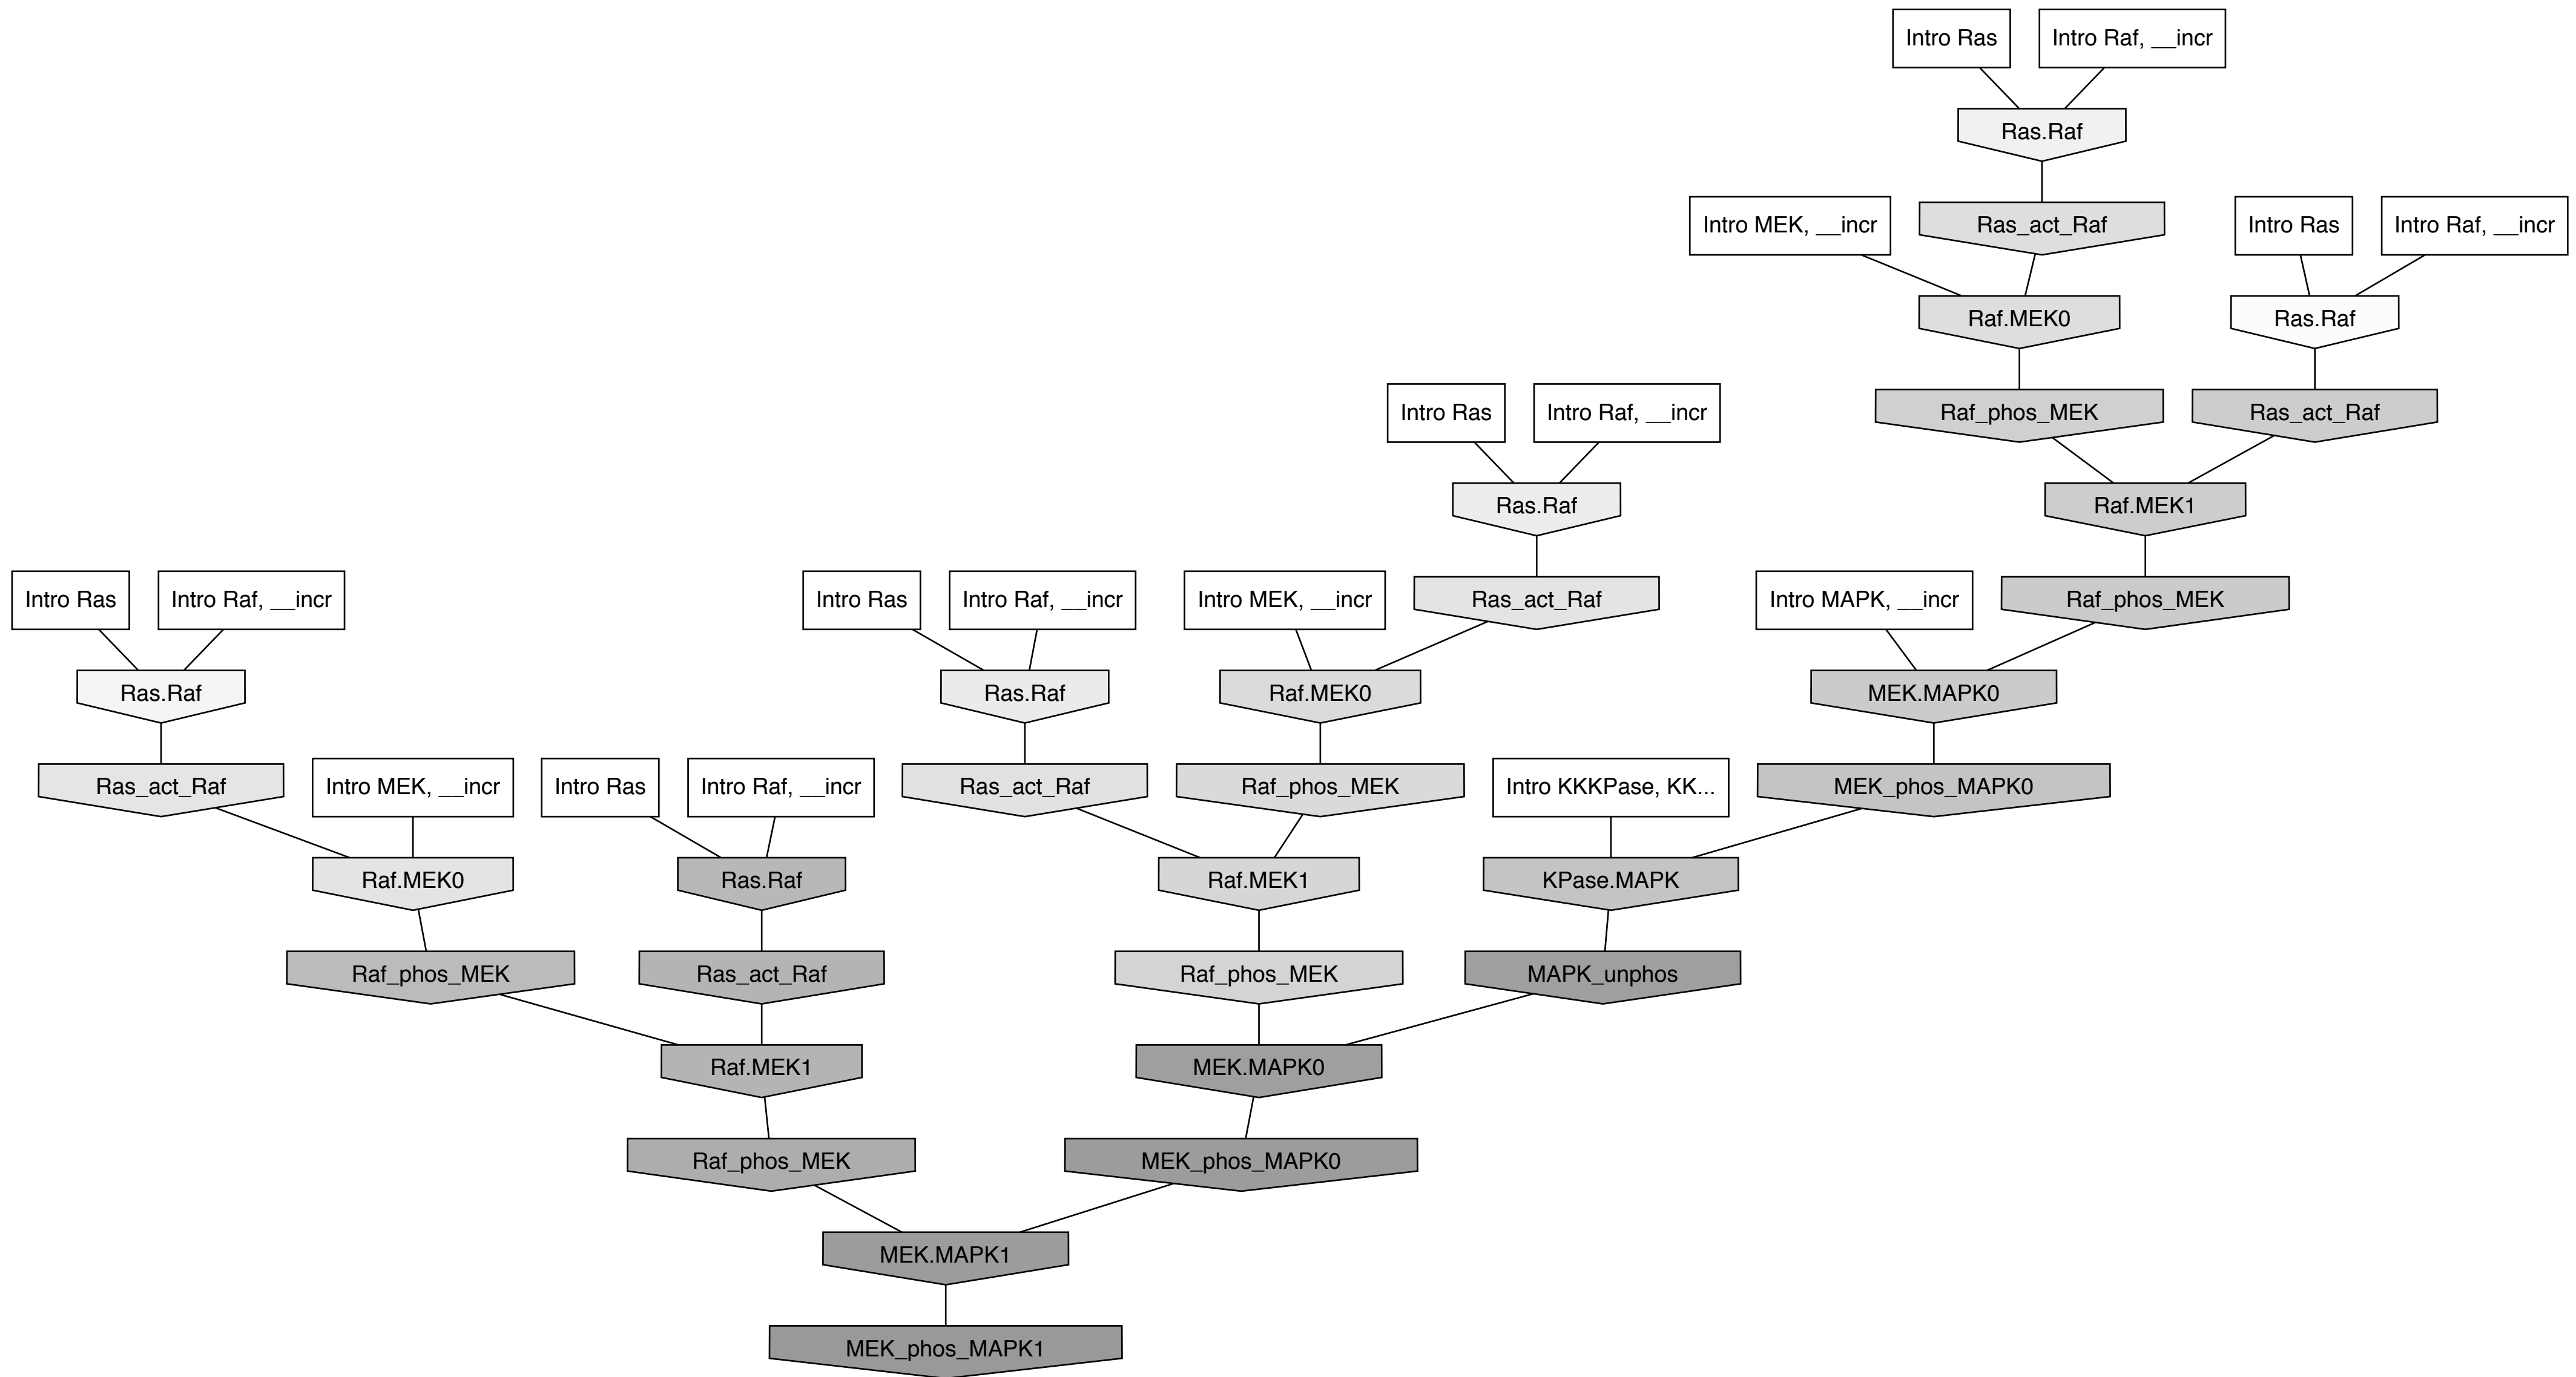 Intro Ras
Intro Raf, __incr
Ras.Raf
Intro MEK, __incr
Ras_act_Raf
Intro Ras
Intro Raf, __incr
Raf.MEK0
Ras.Raf
Intro Ras
Intro Raf, __incr
Raf_phos_MEK
Ras_act_Raf
Ras.Raf
Raf.MEK1
Intro Ras
Intro Raf, __incr
Intro Ras
Intro Raf, __incr
Intro MEK, __incr
Ras_act_Raf
Intro MAPK, __incr
Raf_phos_MEK
Ras.Raf
Ras.Raf
Raf.MEK0
MEK.MAPK0
Ras_act_Raf
Intro MEK, __incr
Intro Ras
Intro Raf, __incr
Ras_act_Raf
Raf_phos_MEK
Intro KKKPase, KK...
MEK_phos_MAPK0
Raf.MEK0
Ras.Raf
Raf.MEK1
KPase.MAPK
Raf_phos_MEK
Ras_act_Raf
Raf_phos_MEK
MAPK_unphos
Raf.MEK1
MEK.MAPK0
Raf_phos_MEK
MEK_phos_MAPK0
MEK.MAPK1
MEK_phos_MAPK1